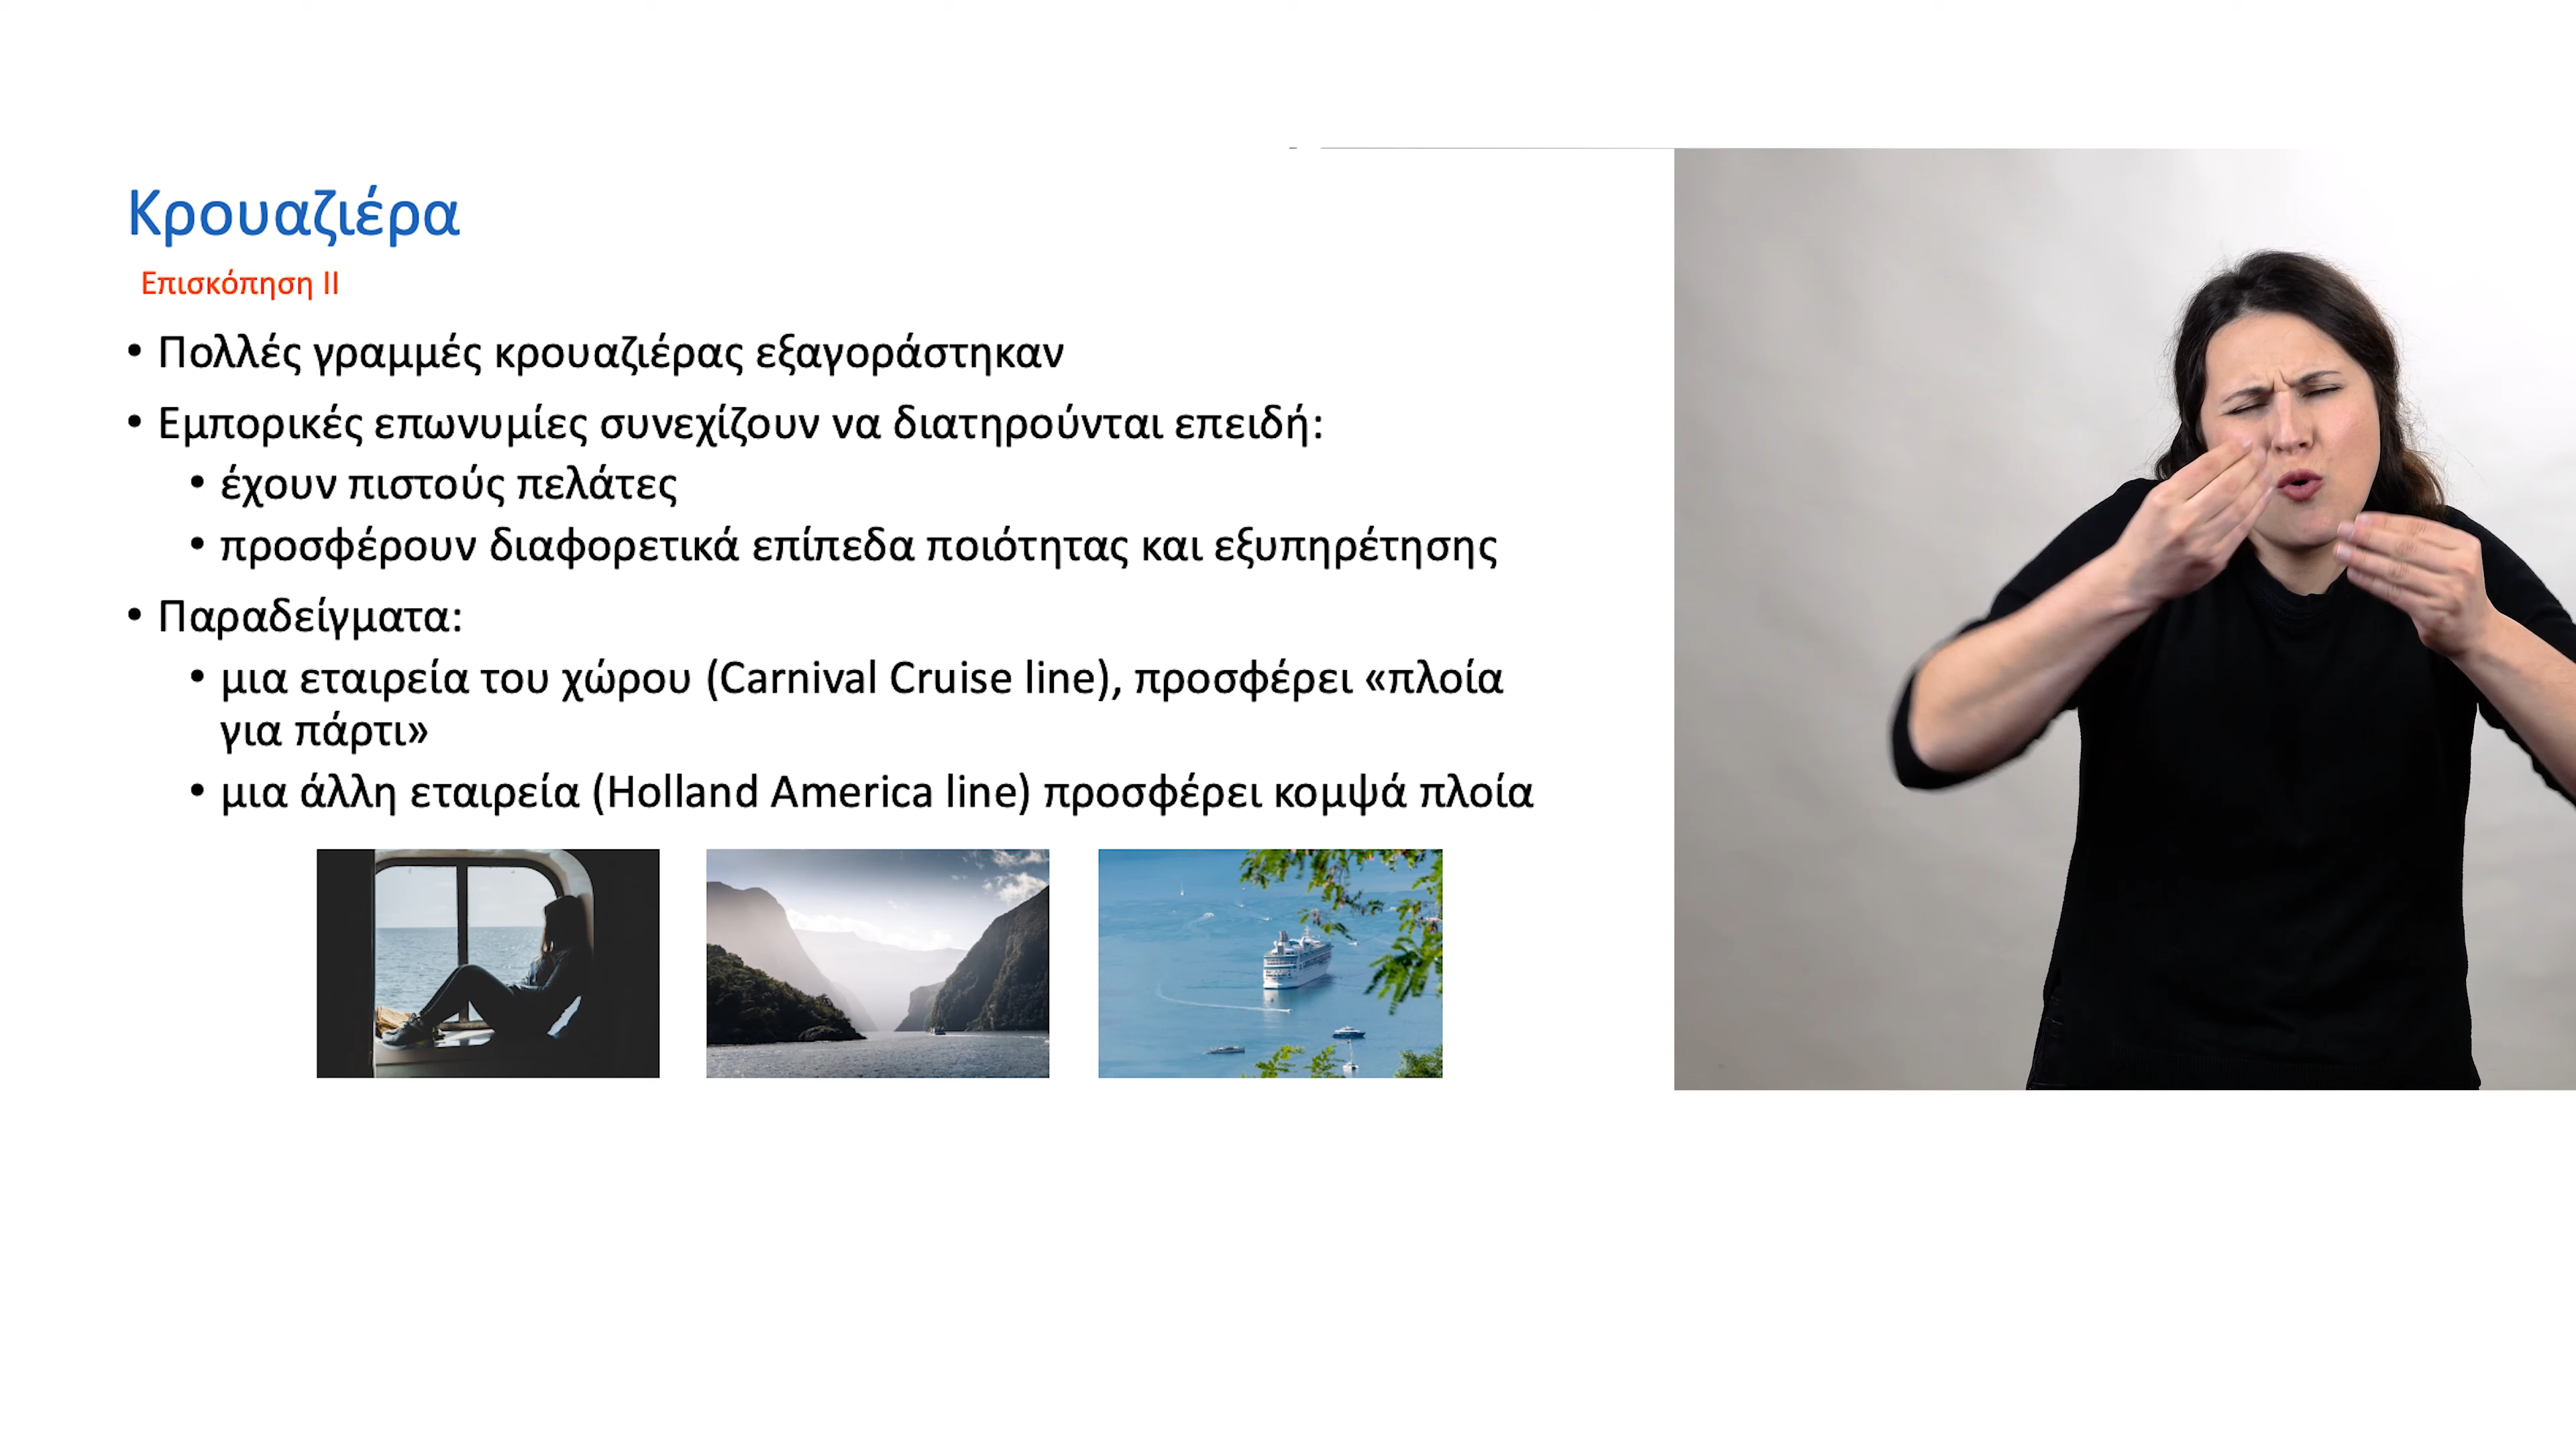 Κρουαζιέρα
Επισκόπηση ΙΙ
• Πολλές γραμμές κρουαζιέρας εξαγοράστηκαν
• Εμπορικές επωνυμίες συνεχίζουν να διατηρούνται επειδή:
• έχουν πιστούς πελάτες
• προσφέρουν διαφορετικά επίπεδα ποιότητας και εξυπηρέτησης
• Παραδείγματα:
• μια εταιρεία του χώρου (Carnival Cruise line), προσφέρει «πλοία
για πάρτι»
• μια άλλη εταιρεία (Holland America line) προσφέρει κομψά πλοία